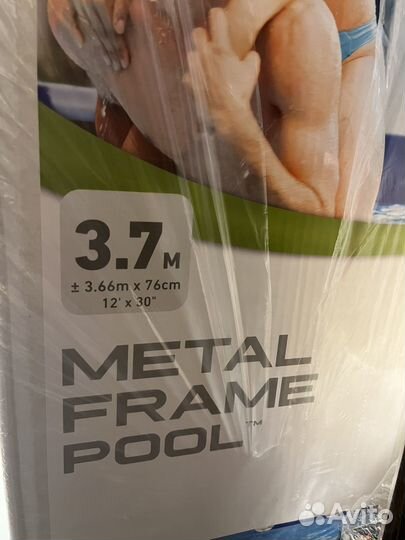 3.7 M
± 3.66m x 76cm
12' x 30"
METAL
FRAME
POOL™
Avito